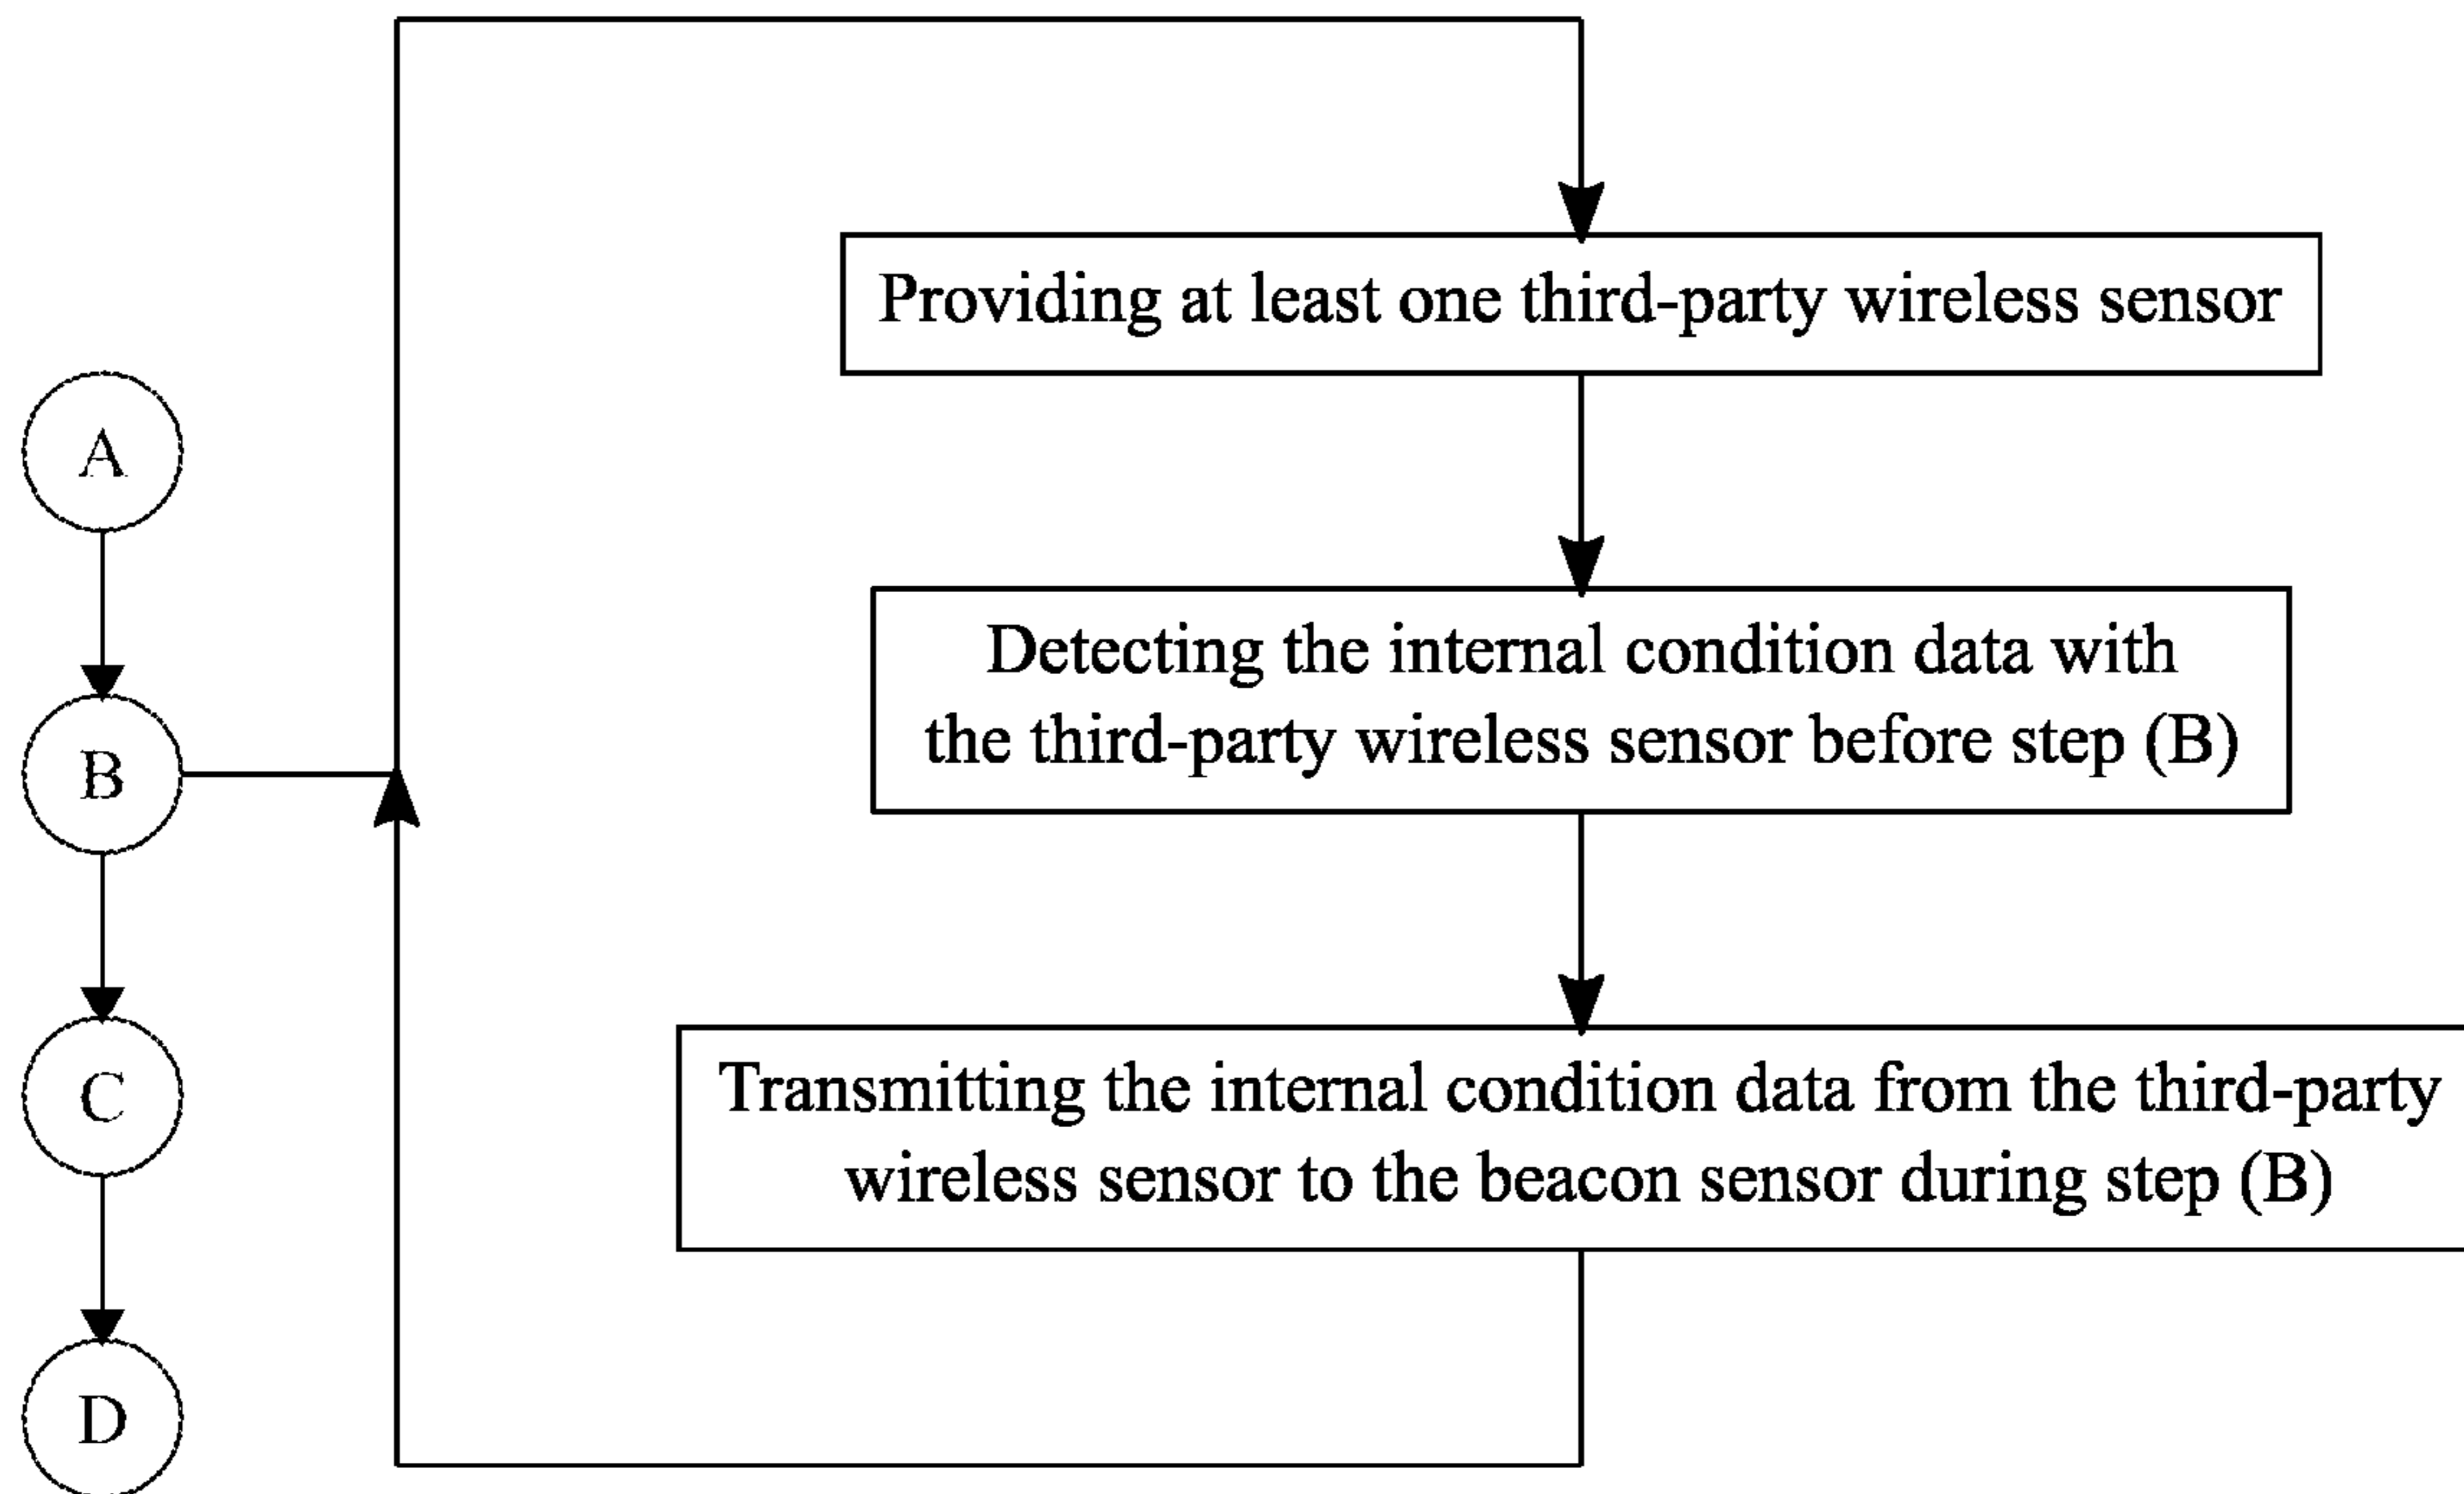 A
B
C
D
Providing at least one third-party wireless sensor
Detecting the internal condition data with
the third-party wireless sensor before step (B)
Transmitting the internal condition data from the third-party
wireless sensor to the beacon sensor during step (B)